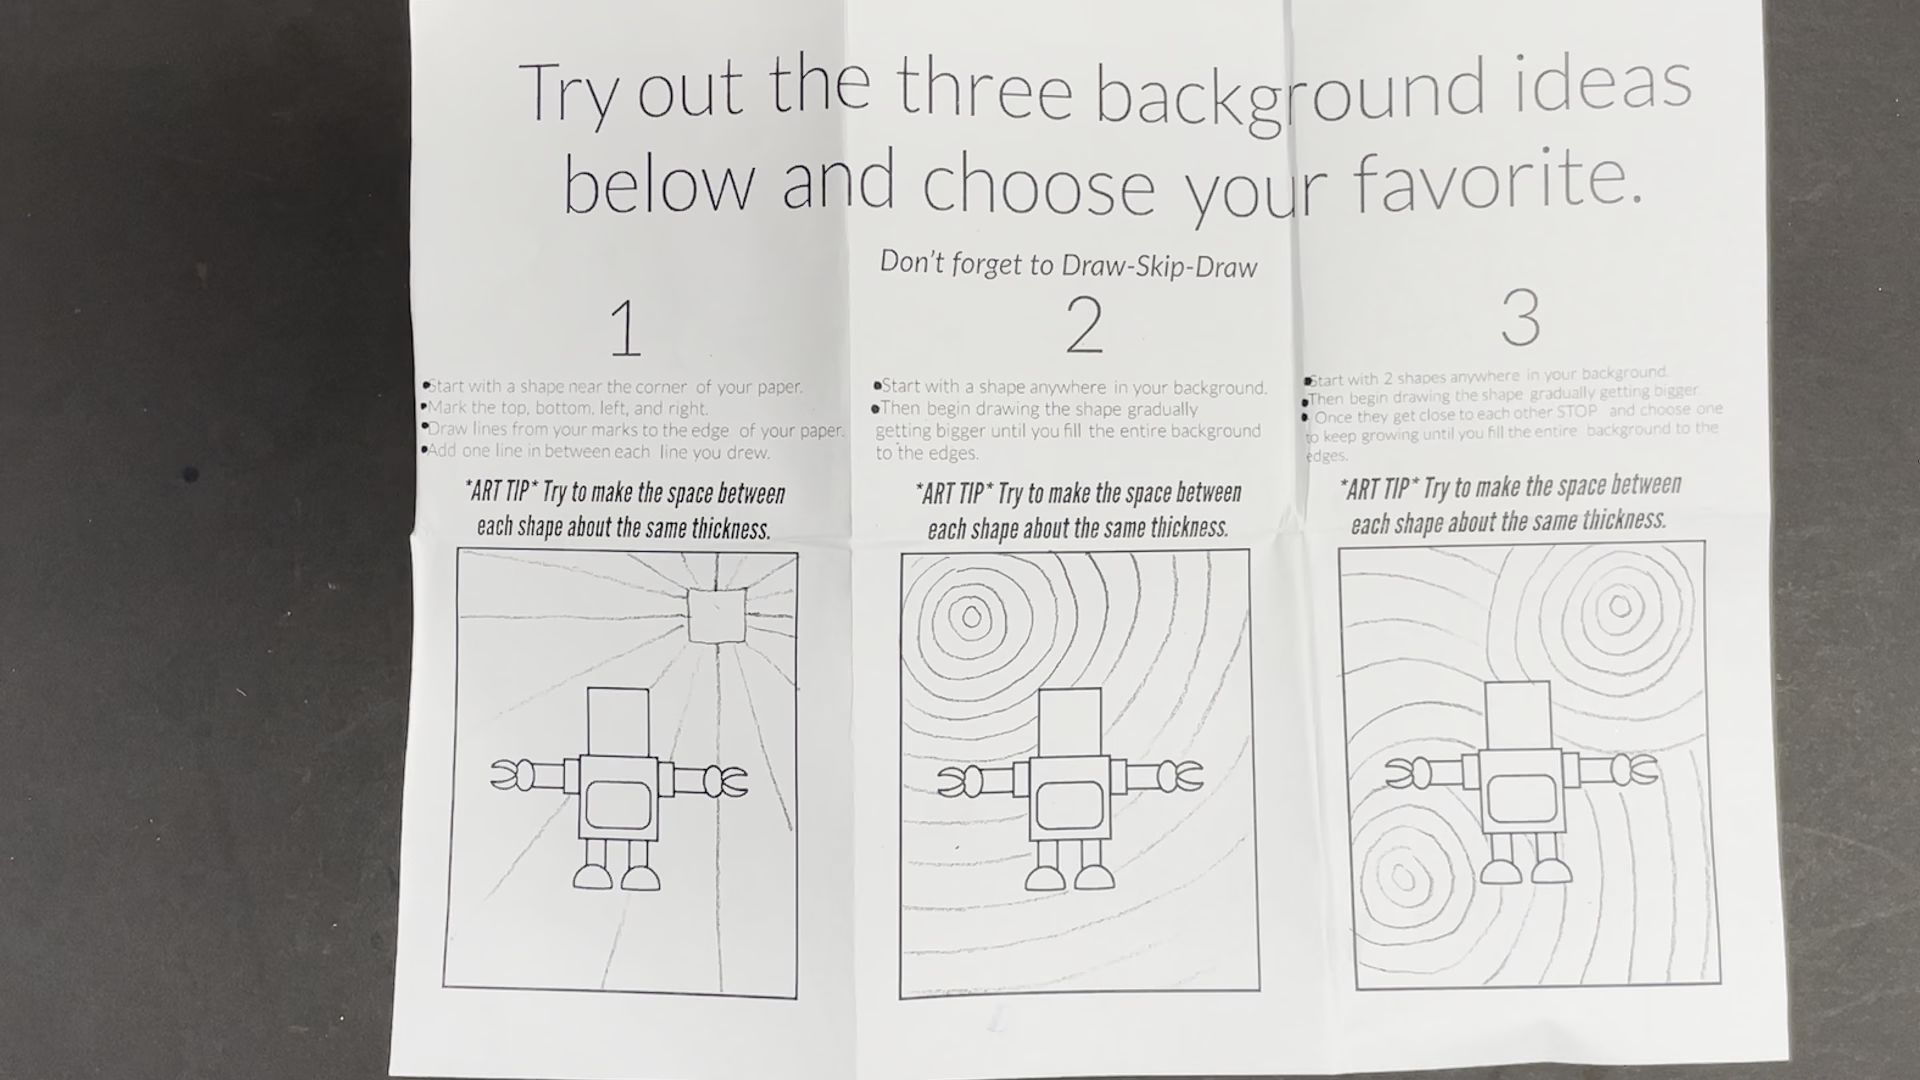 Try out the three background ideas
below and choose your favorite.
Don't forget to Draw-Skip-Draw
1
•Start with a shape near the corner of your paper.
•Mark the top, bottom, left, and right.
•Draw lines from your marks to the edge of your paper.
•Add one line in between each line you drew.
*ART TIP* Try to make the space between
each shape about the same thickness.
2
•Start with a shape anywhere in your background.
•Then begin drawing the shape gradually
getting bigger until you fill the entire background
to the edges.
*ART TIP* Try to make the space between
each shape about the same thickness.
3
•Start with 2 shapes anywhere in your background.
•Then begin drawing the shape gradually getting bigger.
• Once they get close to each other STOP and choose one
to keep growing until you fill the entire background to the
edges.
*ART TIP* Try to make the space between
each shape about the same thickness.